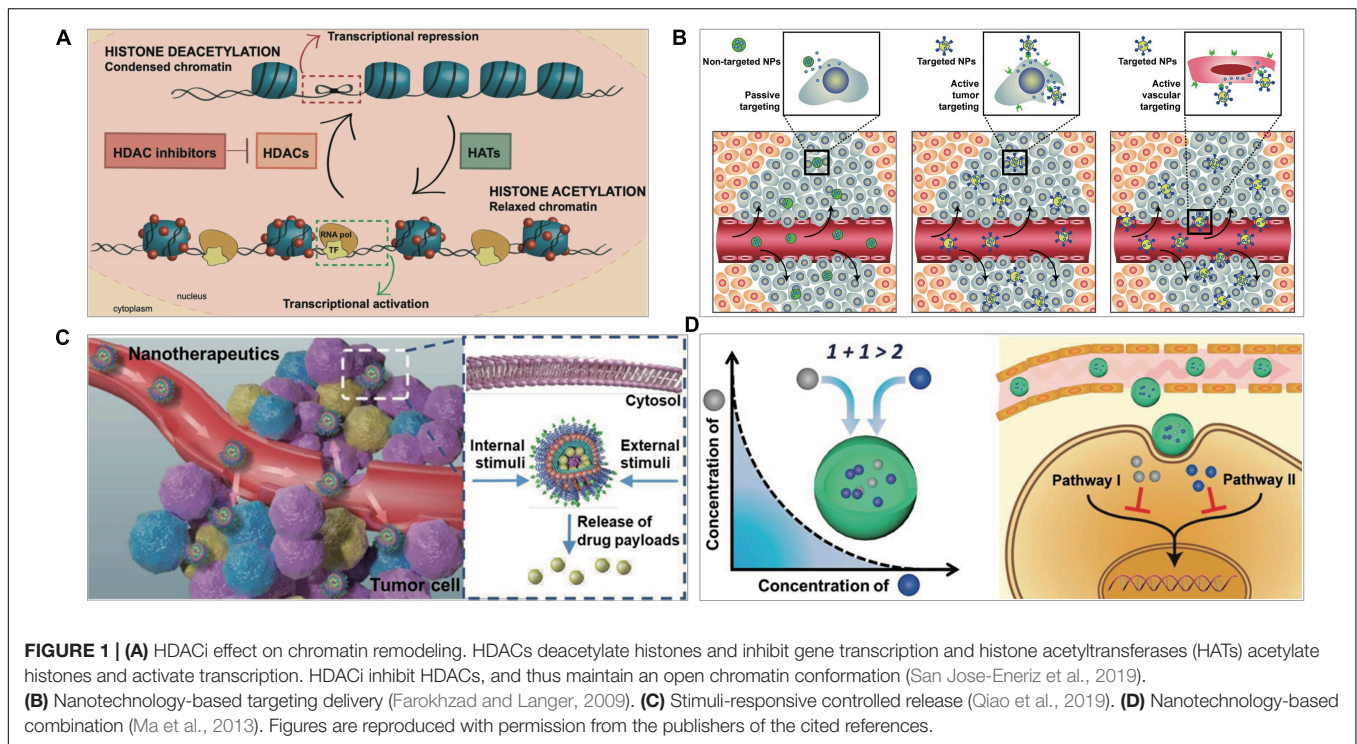 A
Transcriptional repression
HISTONE DEACETYLATION
Condensed chromatin
HDAC inhibitors
HDACs
HATs
HISTONE ACETYLATION
Relaxed chromatin
RNA pol
TF
Transcriptional activation
nucleus
cytoplasm
B
Non-targeted NPs
Passive
targeting
Targeted NPs
Active
tumor
targeting
Targeted NPs
Active
vascular
targeting
C
Nanotherapeutics
Tumor cell
Cytosol
Internal
stimuli
External
stimuli
Release of
drug payloads
D
1 + 1 > 2
Concentration of
Concentration of
Pathway I
Pathway II
FIGURE 1 | (A) HDACi effect on chromatin remodeling. HDACs deacetylate histones and inhibit gene transcription and histone acetyltransferases (HATs) acetylate
histones and activate transcription. HDACi inhibit HDACs, and thus maintain an open chromatin conformation (San Jose-Eneriz et al., 2019).
(B) Nanotechnology-based targeting delivery (Farokhzad and Langer, 2009). (C) Stimuli-responsive controlled release (Qiao et al., 2019). (D) Nanotechnology-based
combination (Ma et al., 2013). Figures are reproduced with permission from the publishers of the cited references.